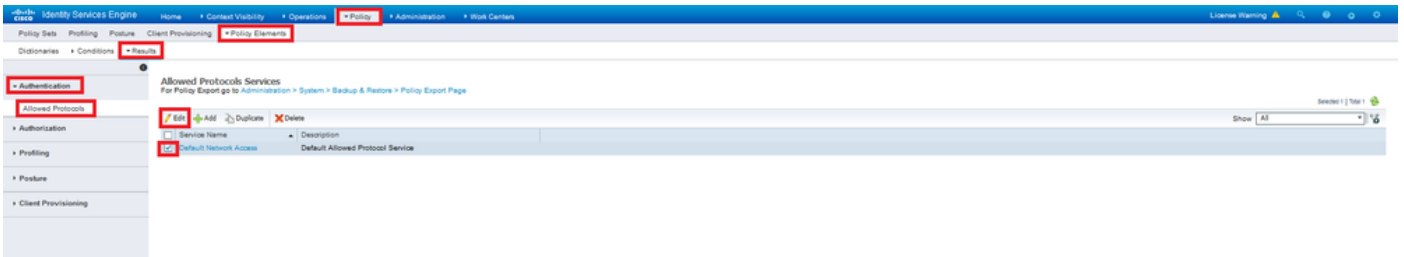 cisco Identity Services Engine Home Context Visibility Operations Policy Administration Work Centers License Warning
Policy Sets Profiling Posture Client Provisioning Policy Elements
Dictionaries Conditions Results
Authentication
Allowed Protocols
Authorization
Profiling
Posture
Client Provisioning
Allowed Protocols Services
For Policy Export go to Administration > System > Backup & Restore > Policy Export Page
Selected 1 | Total 1
Edit Add Duplicate Delete Show All
Service Name Description
Default Network Access Default Allowed Protocol Service